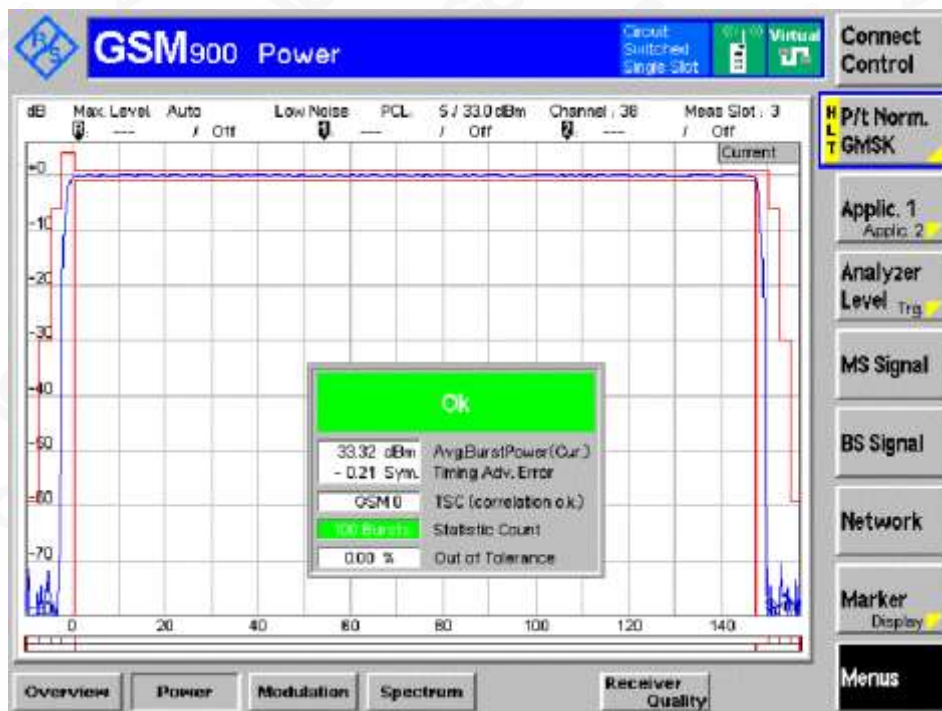 R/S GSM900 Power Circuit Switched Single Slot Virtual Connect Control
dB Max. Level Auto Low Noise PCL: 5 / 33.0 dBm Channel : 38 Meas Slot : 3
--- / Off --- / Off --- / Off
HLT P/t Norm. GMSK
Current
±0
-10
-20
-30
-40
-50
-60
-70
Applic. 1
Applic. 2
Analyzer Level Trg.
MS Signal
BS Signal
Network
Marker
Display
Menus
Ok
33.32 dBm Avg.BurstPower(Cur.)
- 0.21 Sym. Timing Adv. Error
GSM 0 TSC (correlation o.k.)
100 Bursts Statistic Count
0.00 % Out of Tolerance
0 20 40 60 80 100 120 140
Overview Power Modulation Spectrum Receiver Quality